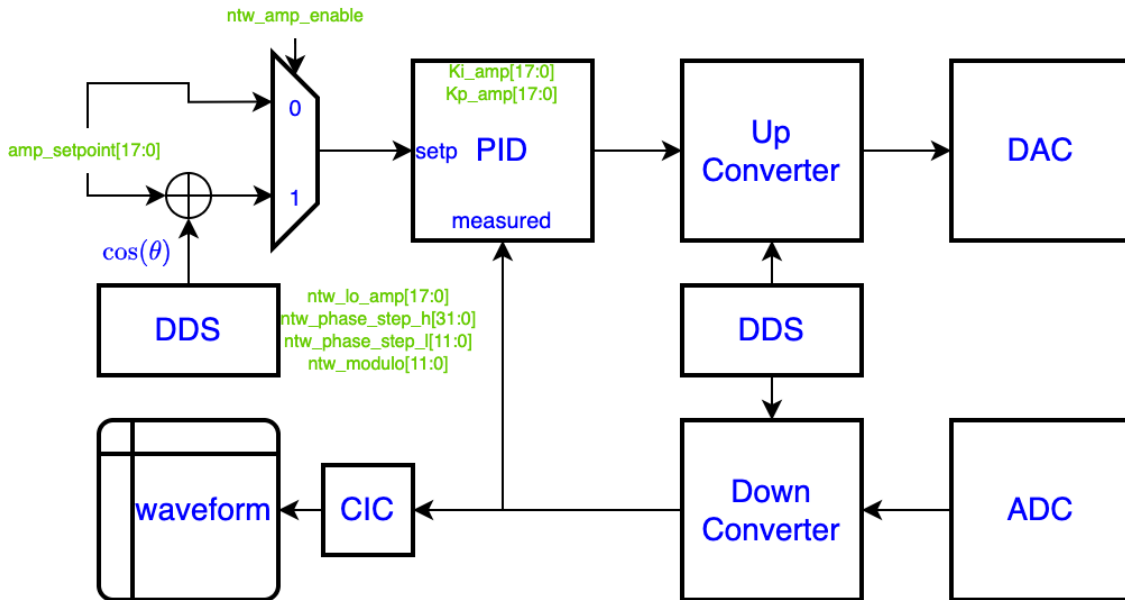 ntw_amp_enable
Ki_amp[17:0]
Kp_amp[17:0]
0
amp_setpoint[17:0]
setp
PID
Up
Converter
DAC
1
measured
cos(θ)
DDS
ntw_lo_amp[17:0]
ntw_phase_step_h[31:0]
ntw_phase_step_l[11:0]
ntw_modulo[11:0]
DDS
waveform
CIC
Down
Converter
ADC